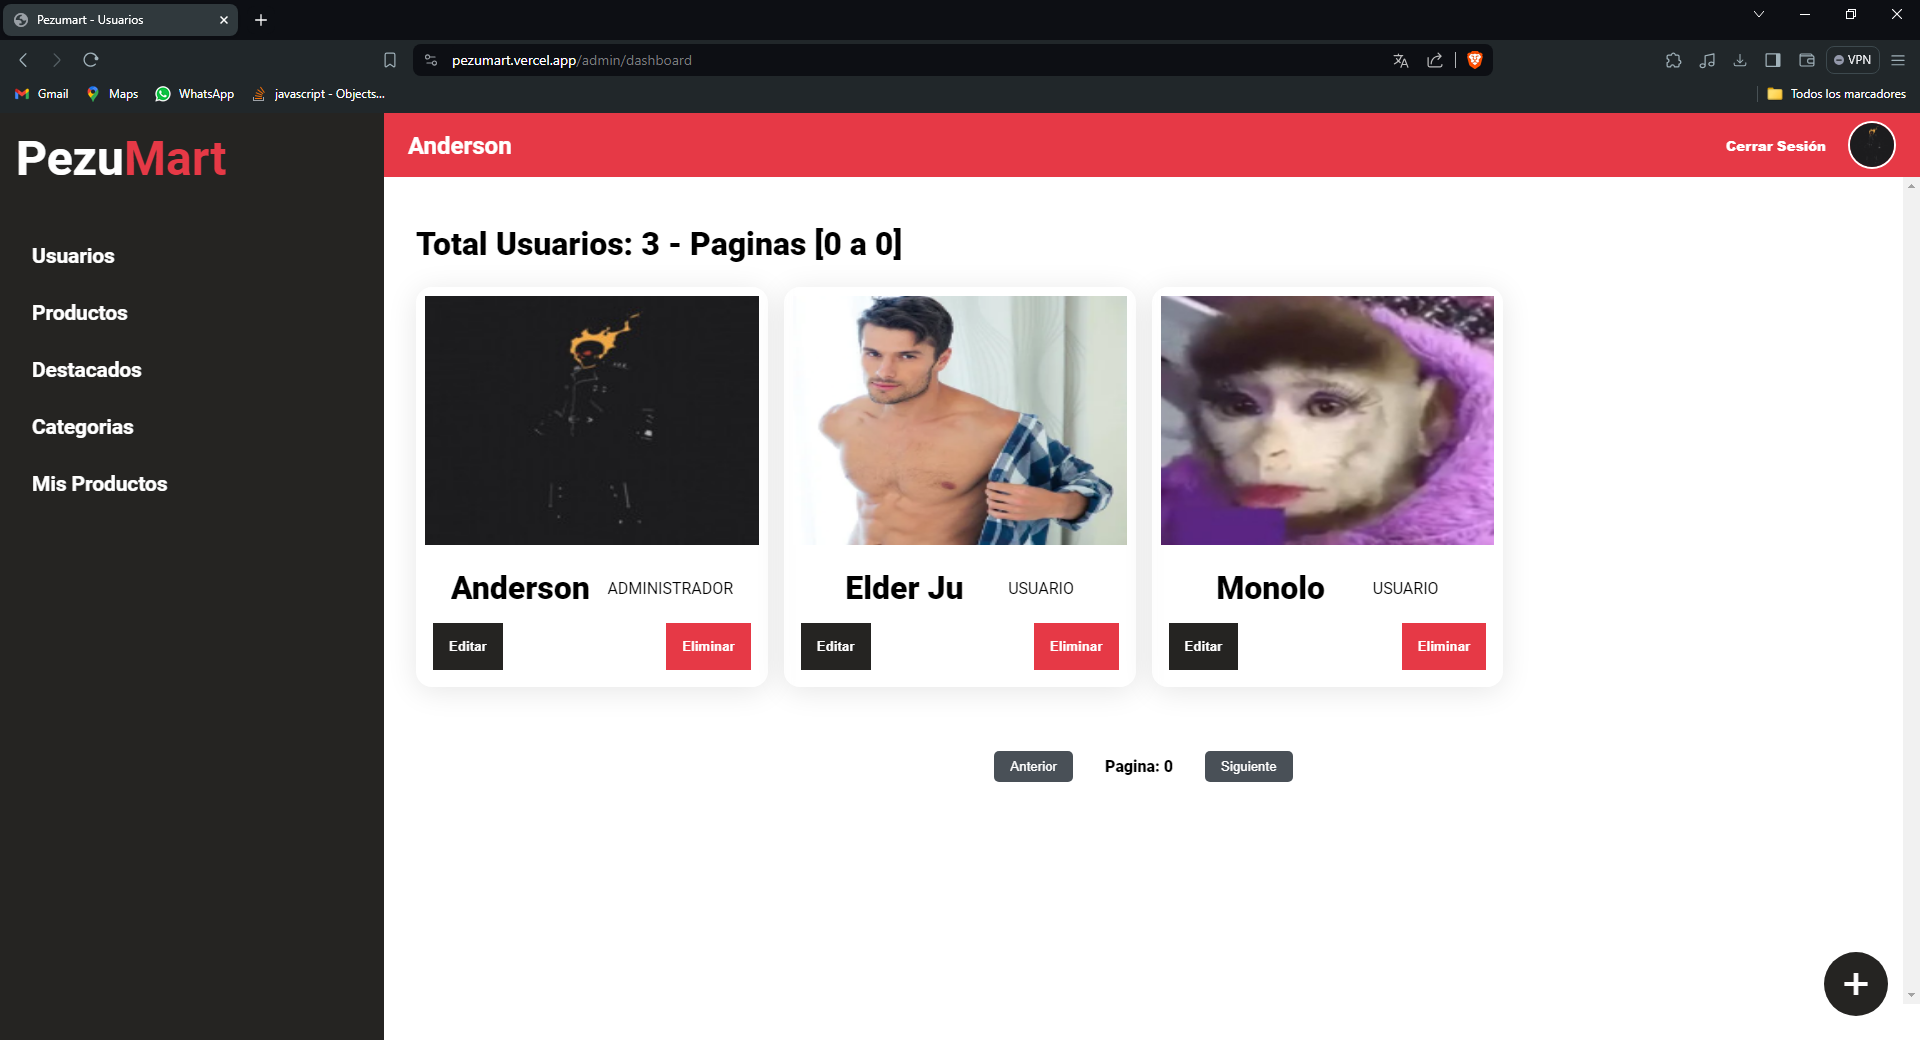 Pezumart - Usuarios
pezumart.vercel.app/admin/dashboard
VPN
Gmail
Maps
WhatsApp
javascript - Objects...
Todos los marcadores
PezuMart
Anderson
Cerrar Sesión
Usuarios
Productos
Destacados
Categorias
Mis Productos
Total Usuarios: 3 - Paginas [0 a 0]
Anderson ADMINISTRADOR
Editar Eliminar
Elder Ju USUARIO
Editar Eliminar
Monolo USUARIO
Editar Eliminar
Anterior Pagina: 0 Siguiente